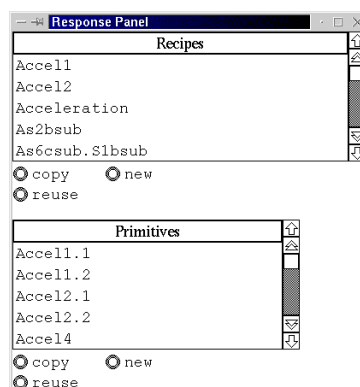 Response Panel
Recipes
Accel1
Accel2
Acceleration
As2bsub
As6csub.S1bsub
copy new
reuse
Primitives
Accel1.1
Accel1.2
Accel2.1
Accel2.2
Accel4
copy new
reuse